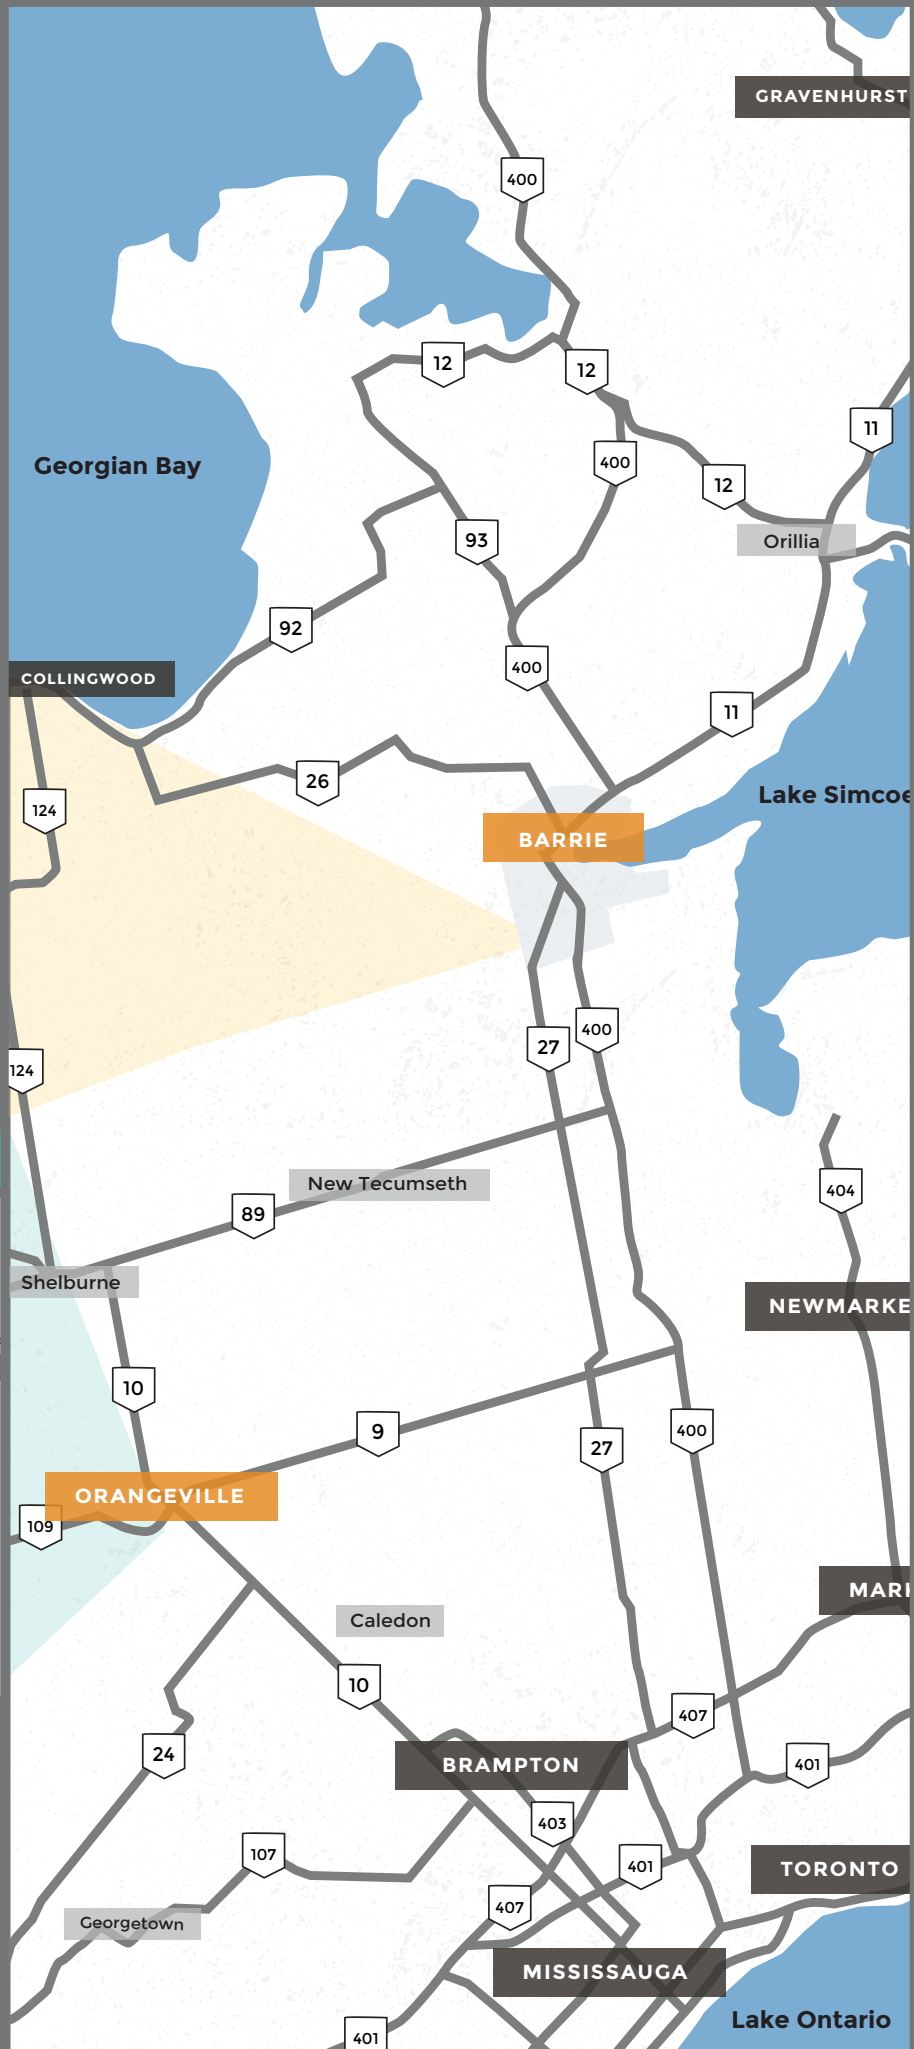 GRAVENHURST
400
12
12
11
Georgian Bay
400
12
93
Orillia
92
400
COLLINGWOOD
11
26
Lake Simcoe
124
BARRIE
400
27
124
New Tecumseth
404
89
Shelburne
NEWMARKE
10
9
400
27
ORANGEVILLE
109
MARK
Caledon
10
407
24
BRAMPTON
401
403
107
401
TORONTO
407
Georgetown
MISSISSAUGA
Lake Ontario
401